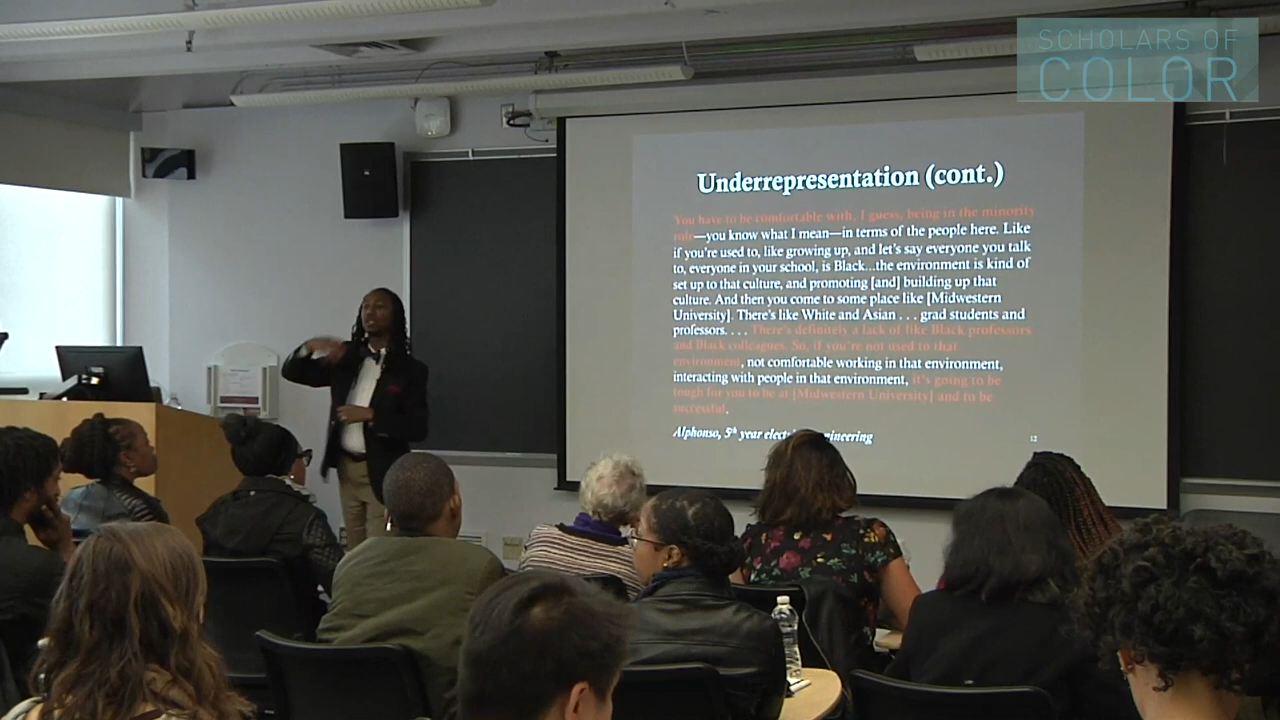 SCHOLARS OF
COLOR
Underrepresentation (cont.)
You have to be comfortable with, I guess, being in the minority
role—you know what I mean—in terms of the people here. Like
if you're used to, like growing up, and let's say everyone you talk
to, everyone in your school, is Black...the environment is kind of
set up to that culture, and promoting [and] building up that
culture. And then you come to some place like [Midwestern
University]. There's like White and Asian . . . grad students and
professors. . . . There's definitely a lack of like Black professors
and Black colleagues. So, if you're not used to that
environment, not comfortable working in that environment,
interacting with people in that environment, it's going to be
tough for you to be at [Midwestern University] and to be
successful.
Alphonso, 5th year
12